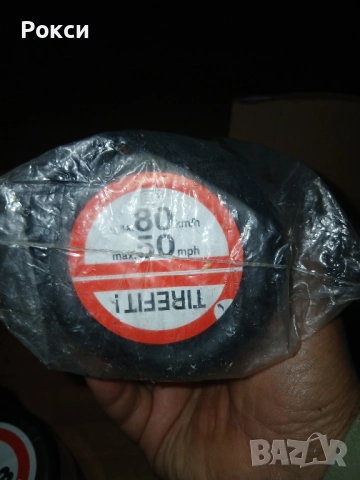 Рокси
80 km/h
max. 50 mph
TIREFIT!
BAZAR